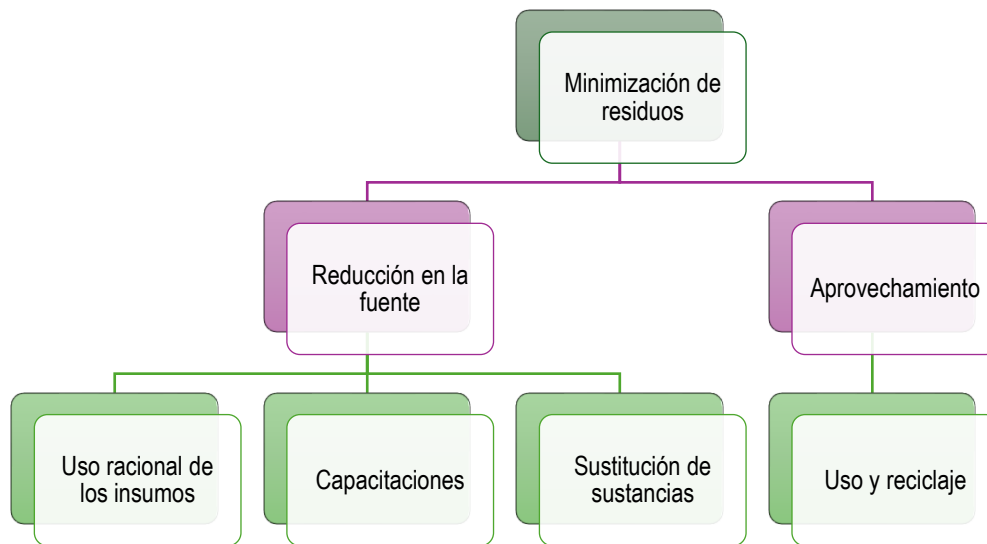 Minimización de
residuos
Reducción en la
fuente
Aprovechamiento
Uso racional de
los insumos
Capacitaciones
Sustitución de
sustancias
Uso y reciclaje